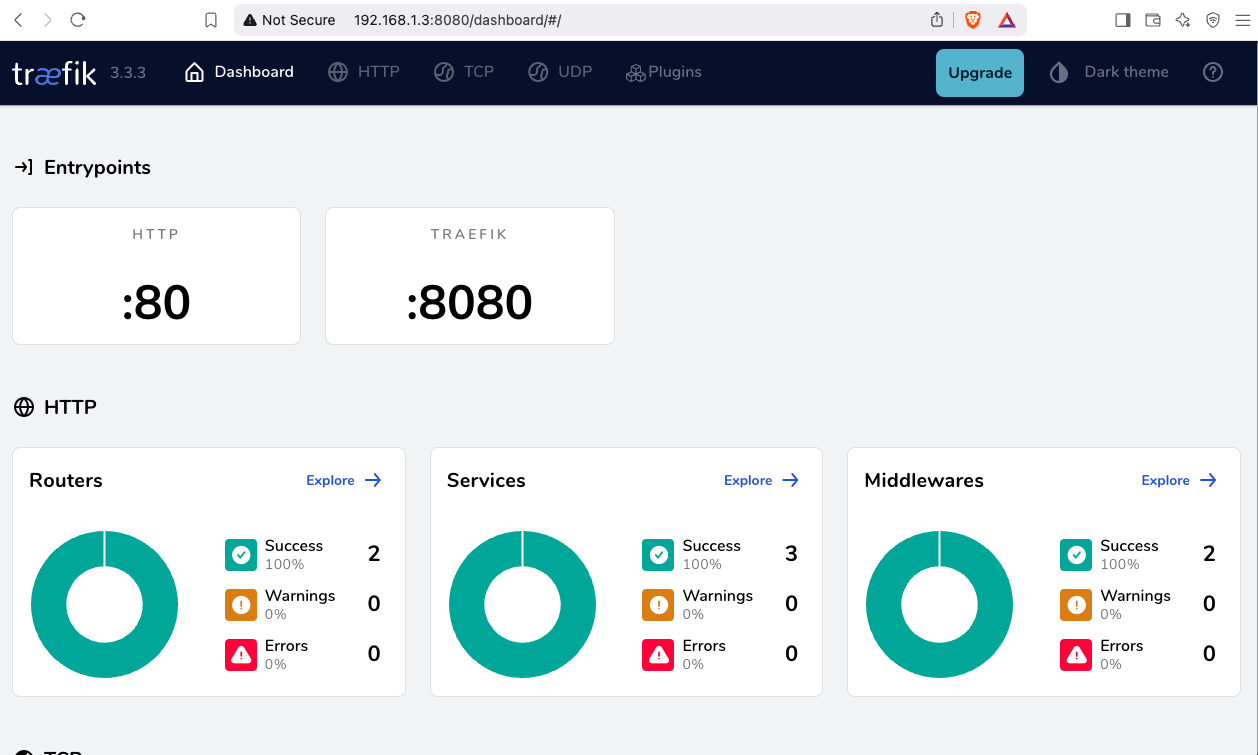 Not Secure 192.168.1.3:8080/dashboard/#/
træfik 3.3.3 Dashboard HTTP TCP UDP Plugins Upgrade Dark theme
Entrypoints
HTTP
:80
TRAEFIK
:8080
HTTP
Routers Explore
Success 2
100%
Warnings 0
0%
Errors 0
0%
Services Explore
Success 3
100%
Warnings 0
0%
Errors 0
0%
Middlewares Explore
Success 2
100%
Warnings 0
0%
Errors 0
0%
TCP